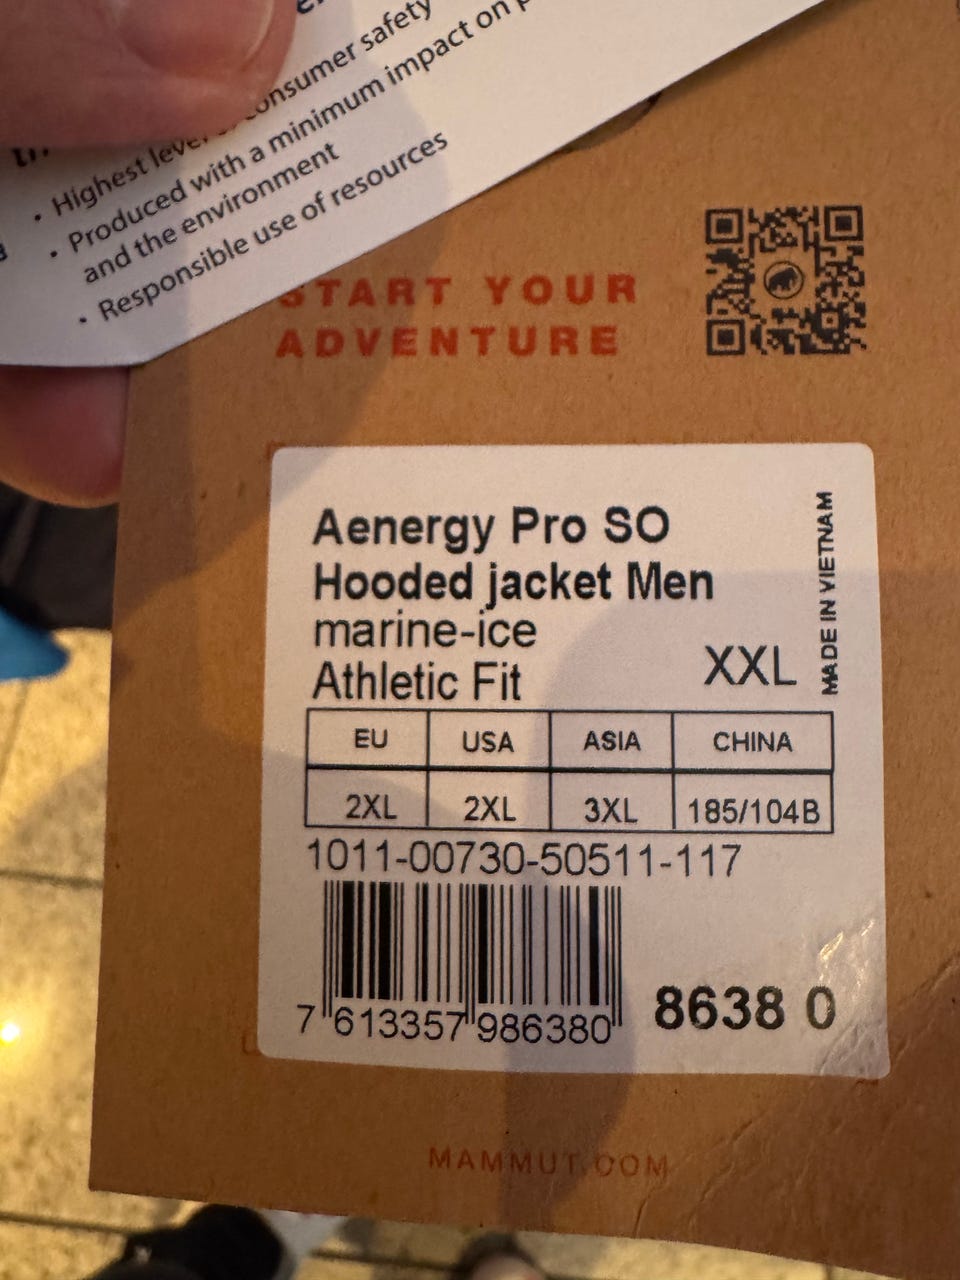 • Highest level consumer safety
• Produced with a minimum impact on
and the environment
• Responsible use of resources
START YOUR
ADVENTURE
Aenergy Pro SO
Hooded jacket Men
marine-ice
Athletic Fit
XXL
MADE IN VIETNAM
EU USA ASIA CHINA
2XL 2XL 3XL 185/104B
1011-00730-50511-117
7 613357 986380
8638 0
MAMMUT.COM